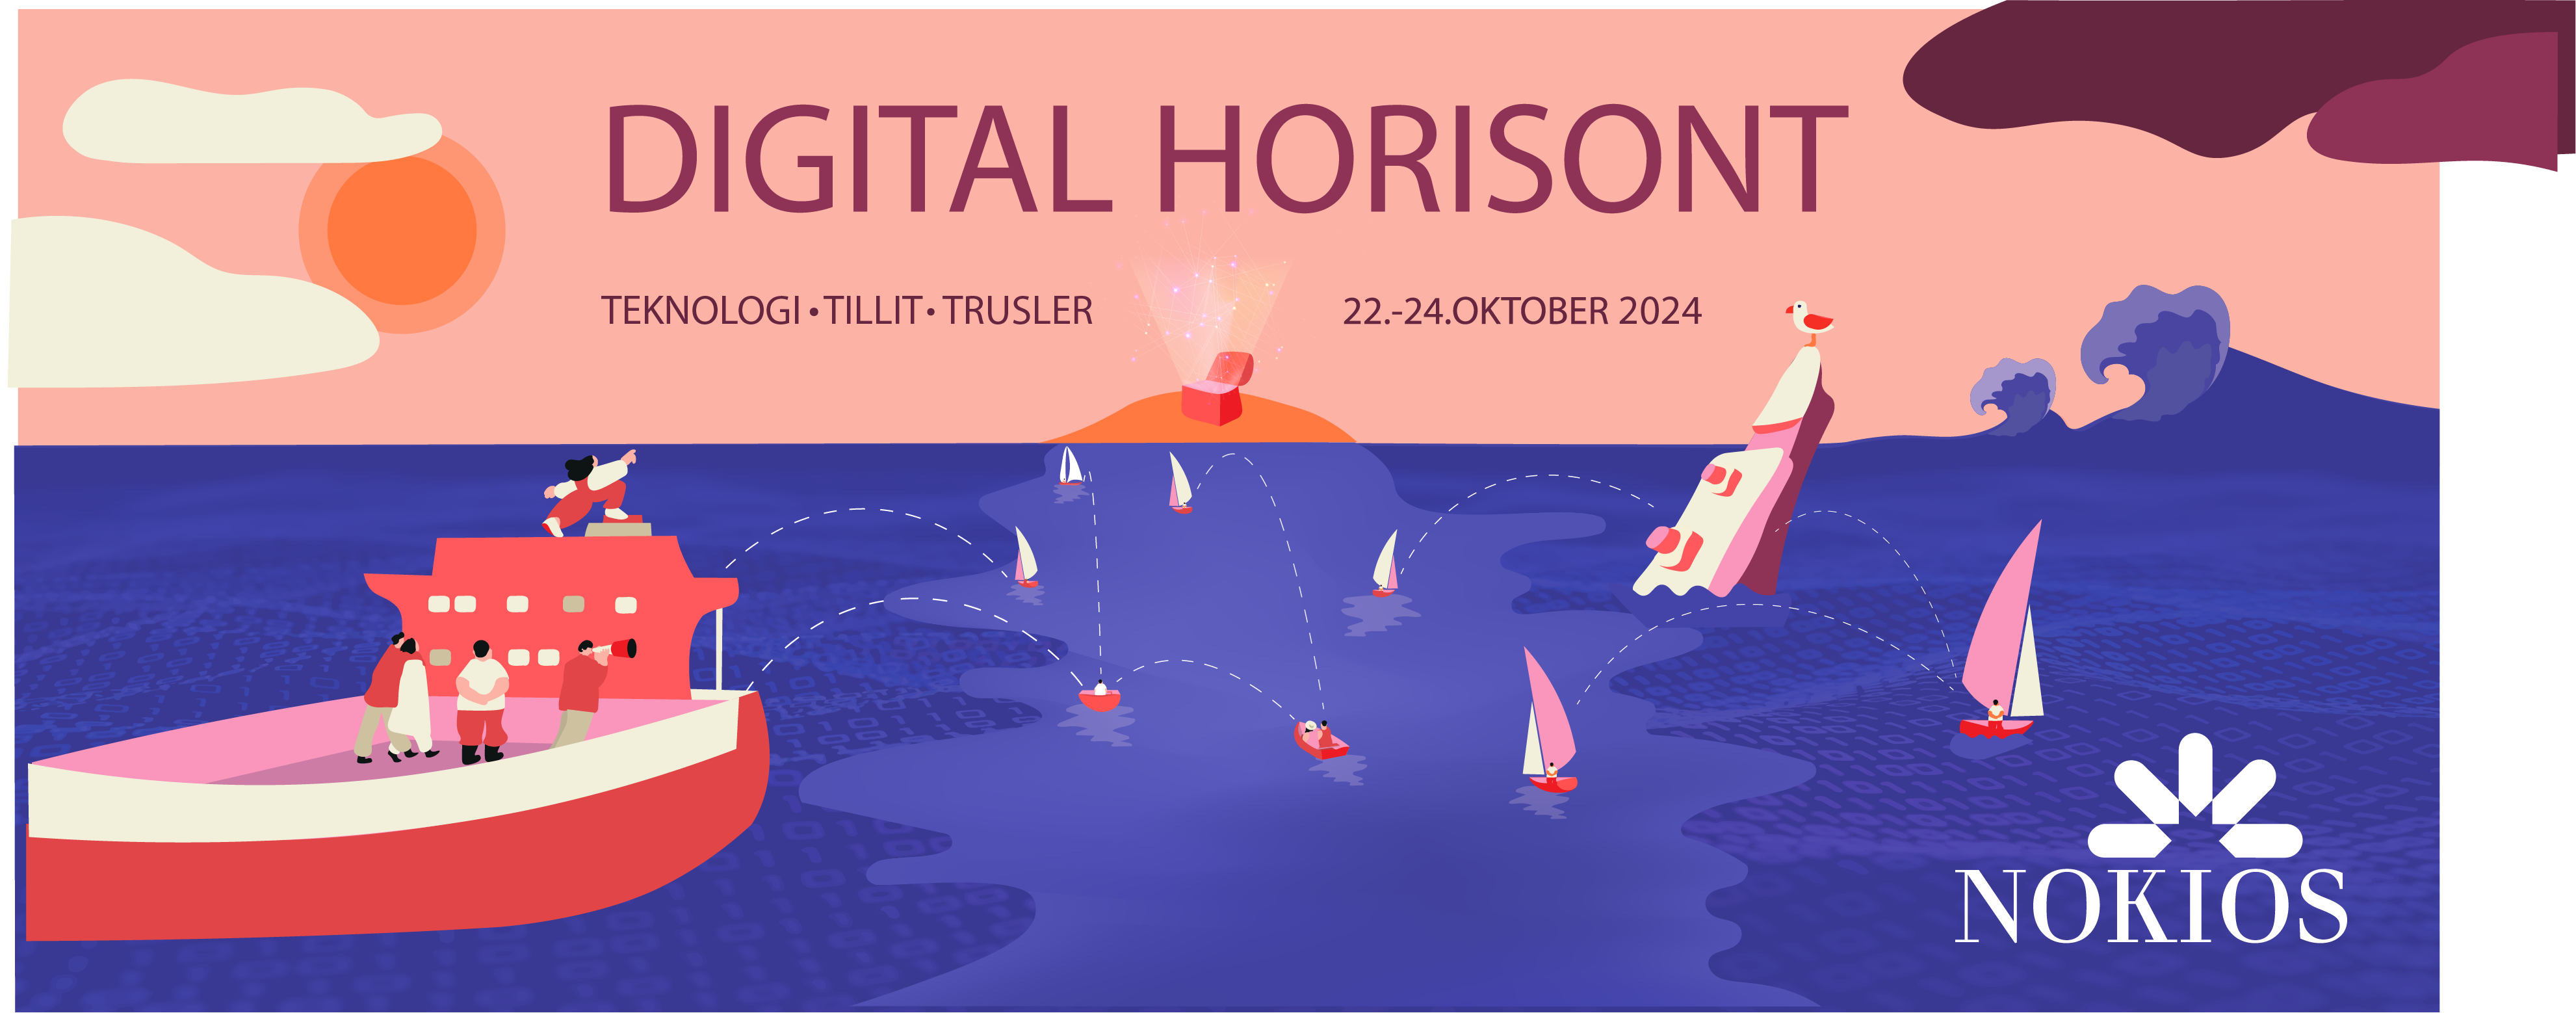 DIGITAL HORISONT
TEKNOLOGI • TILLIT • TRUSLER
22.-24.OKTOBER 2024
NOKIOS